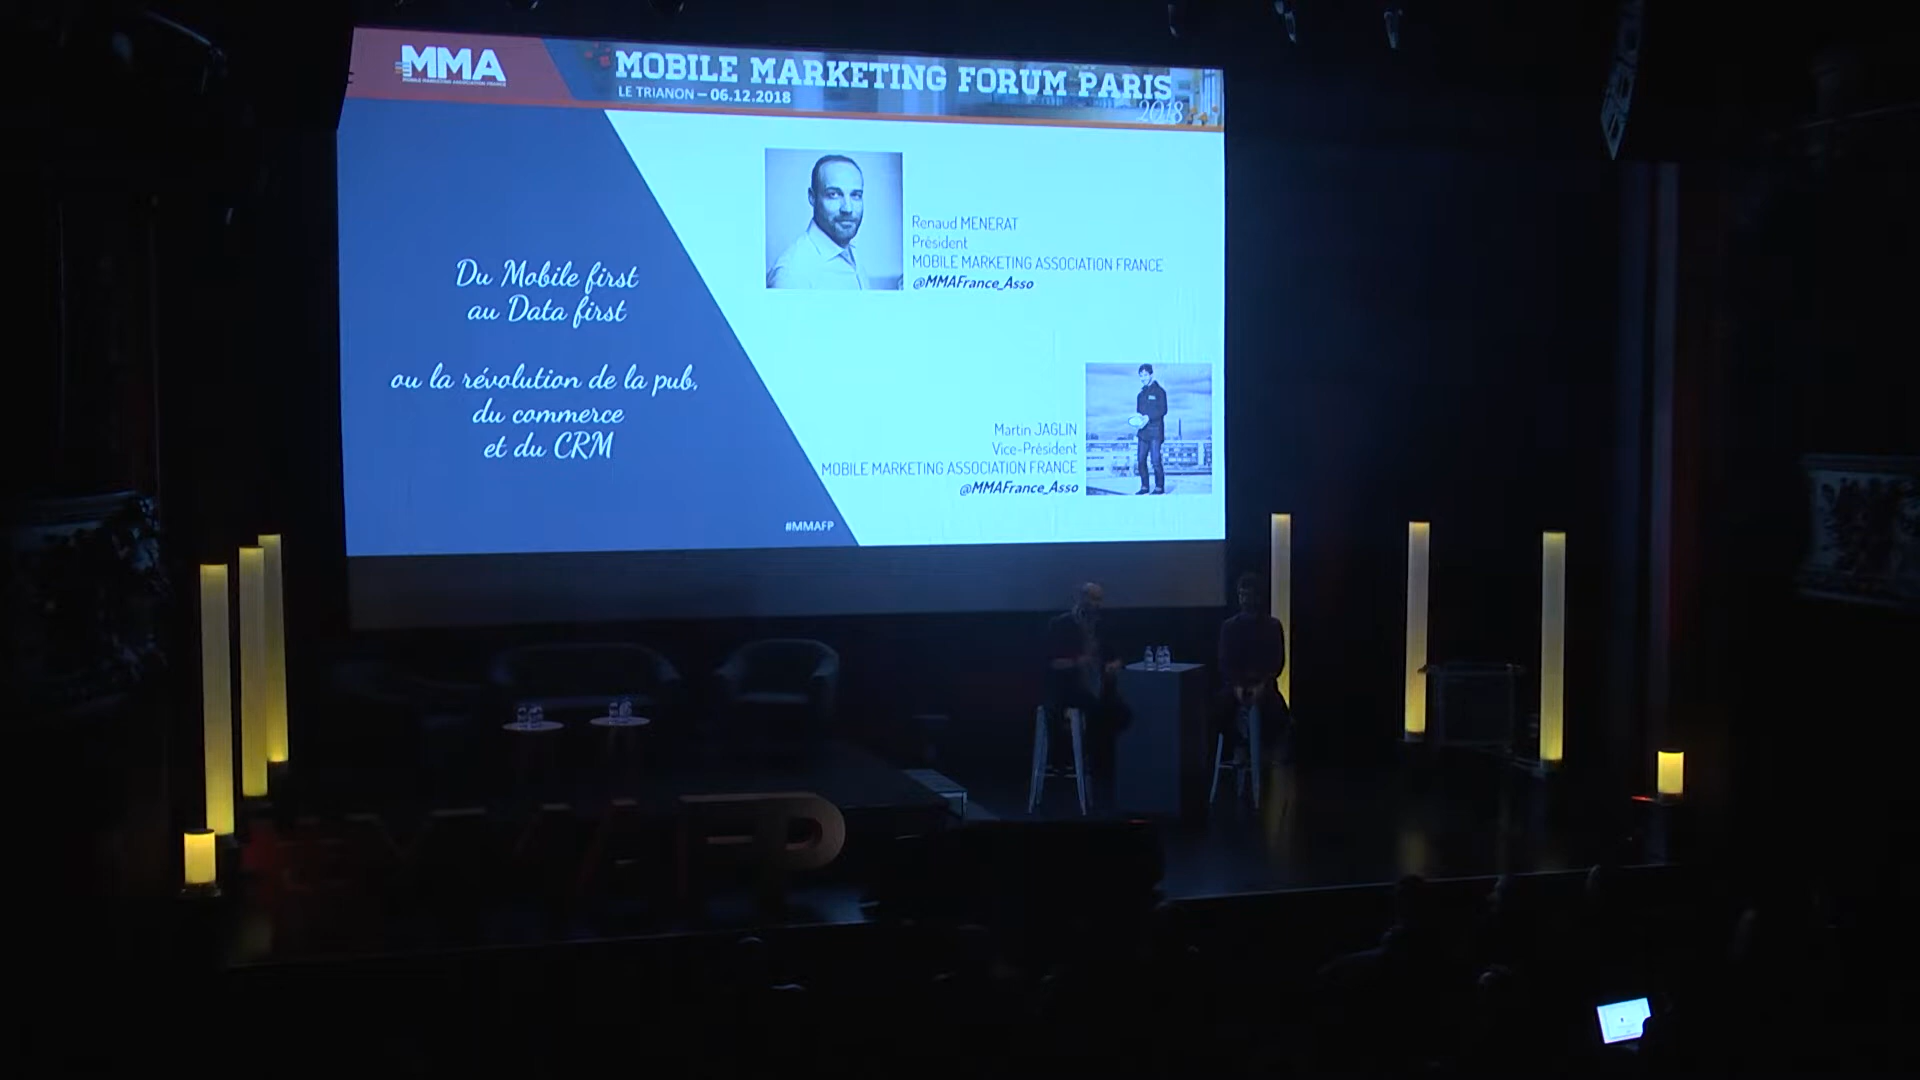 MMA
MOBILE MARKETING ASSOCIATION FRANCE
MOBILE MARKETING FORUM PARIS
2018
LE TRIANON – 06.12.2018
Du Mobile first
au Data first
ou la révolution de la pub,
du commerce
et du CRM
#MMAFP
Renaud MENERAT
Président
MOBILE MARKETING ASSOCIATION FRANCE
@MMAFrance_Asso
Martin JAGLIN
Vice-Président
MOBILE MARKETING ASSOCIATION FRANCE
@MMAFrance_Asso